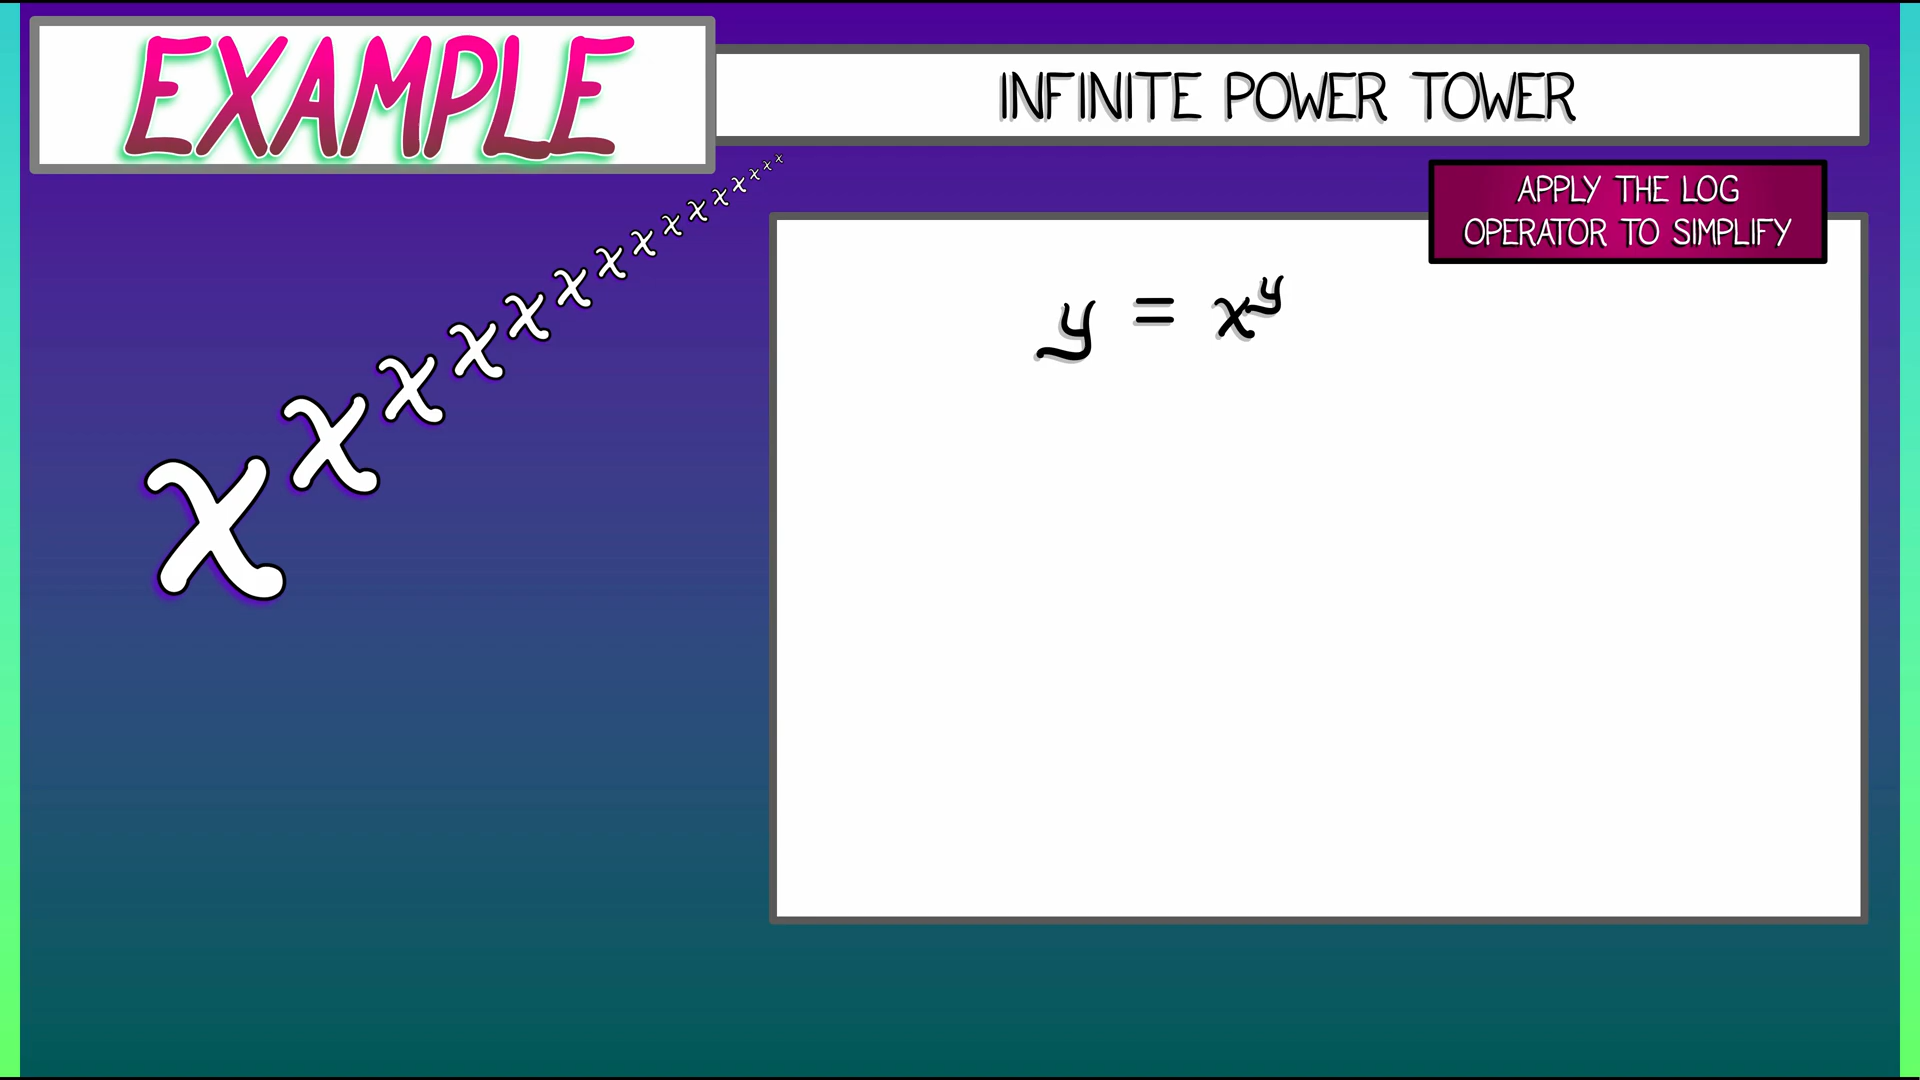 EXAMPLE
INFINITE POWER TOWER
APPLY THE LOG
OPERATOR TO SIMPLIFY
x^x^x^x^x^x^x^x^x^x^x^x^x^x^x
y = x^y